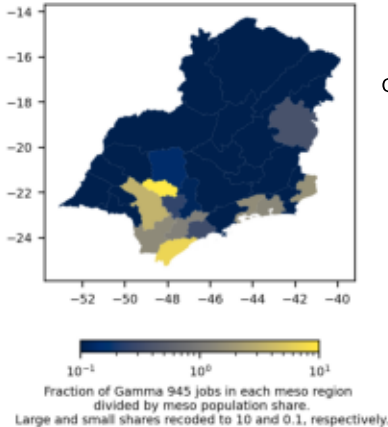 −14
−16
−18
−20
−22
−24
−52 −50 −48 −46 −44 −42 −40
10⁻¹ 10⁰ 10¹
Fraction of Gamma 945 jobs in each meso region
divided by meso population share.
Large and small shares recoded to 10 and 0.1, respectively.